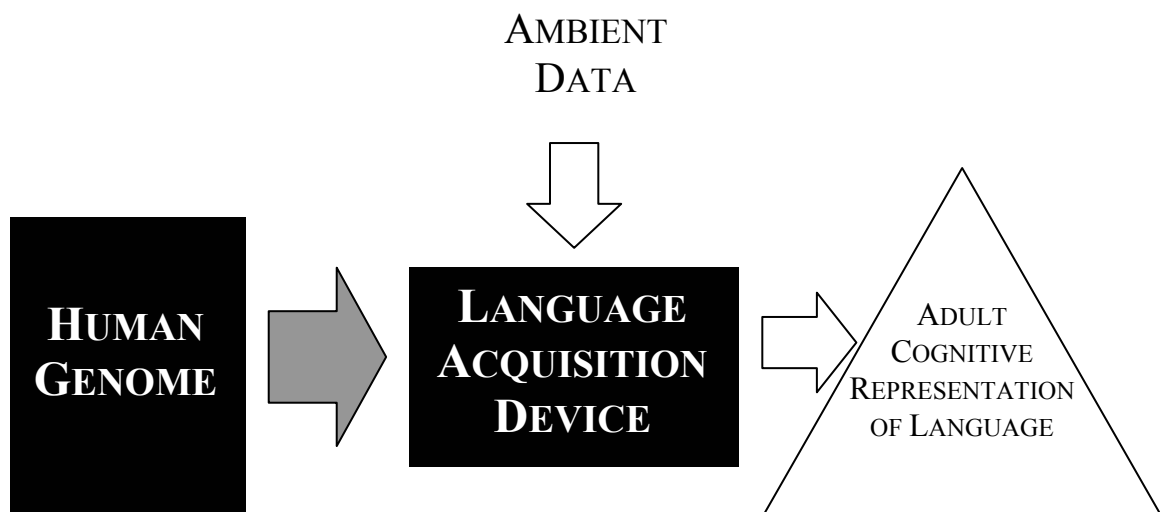 AMBIENT
DATA
HUMAN
GENOME
LANGUAGE
ACQUISITION
DEVICE
ADULT
COGNITIVE
REPRESENTATION
OF LANGUAGE